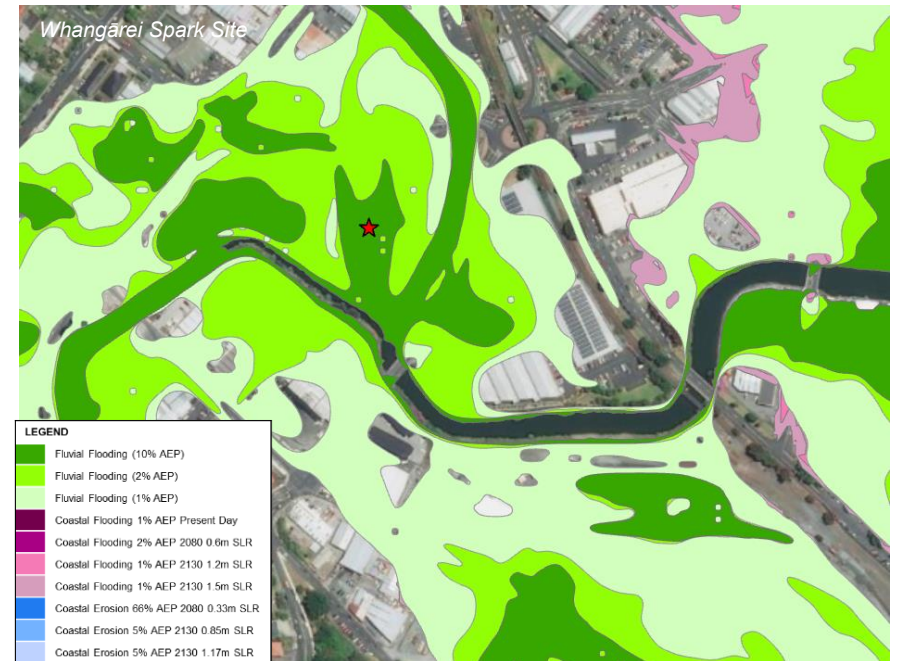 Whangārei Spark Site
LEGEND
Fluvial Flooding (10% AEP)
Fluvial Flooding (2% AEP)
Fluvial Flooding (1% AEP)
Coastal Flooding 1% AEP Present Day
Coastal Flooding 2% AEP 2080 0.6m SLR
Coastal Flooding 1% AEP 2130 1.2m SLR
Coastal Flooding 1% AEP 2130 1.5m SLR
Coastal Erosion 66% AEP 2080 0.33m SLR
Coastal Erosion 5% AEP 2130 0.85m SLR
Coastal Erosion 5% AEP 2130 1.17m SLR